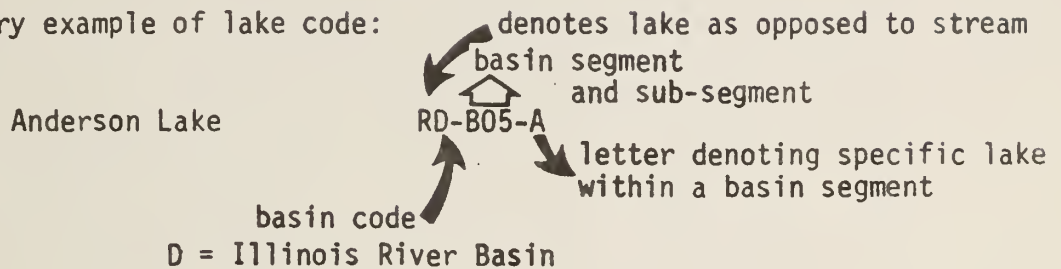 ry example of lake code: denotes lake as opposed to stream
basin segment
and sub-segment
Anderson Lake RD-B05-A
letter denoting specific lake
within a basin segment
basin code
D = Illinois River Basin